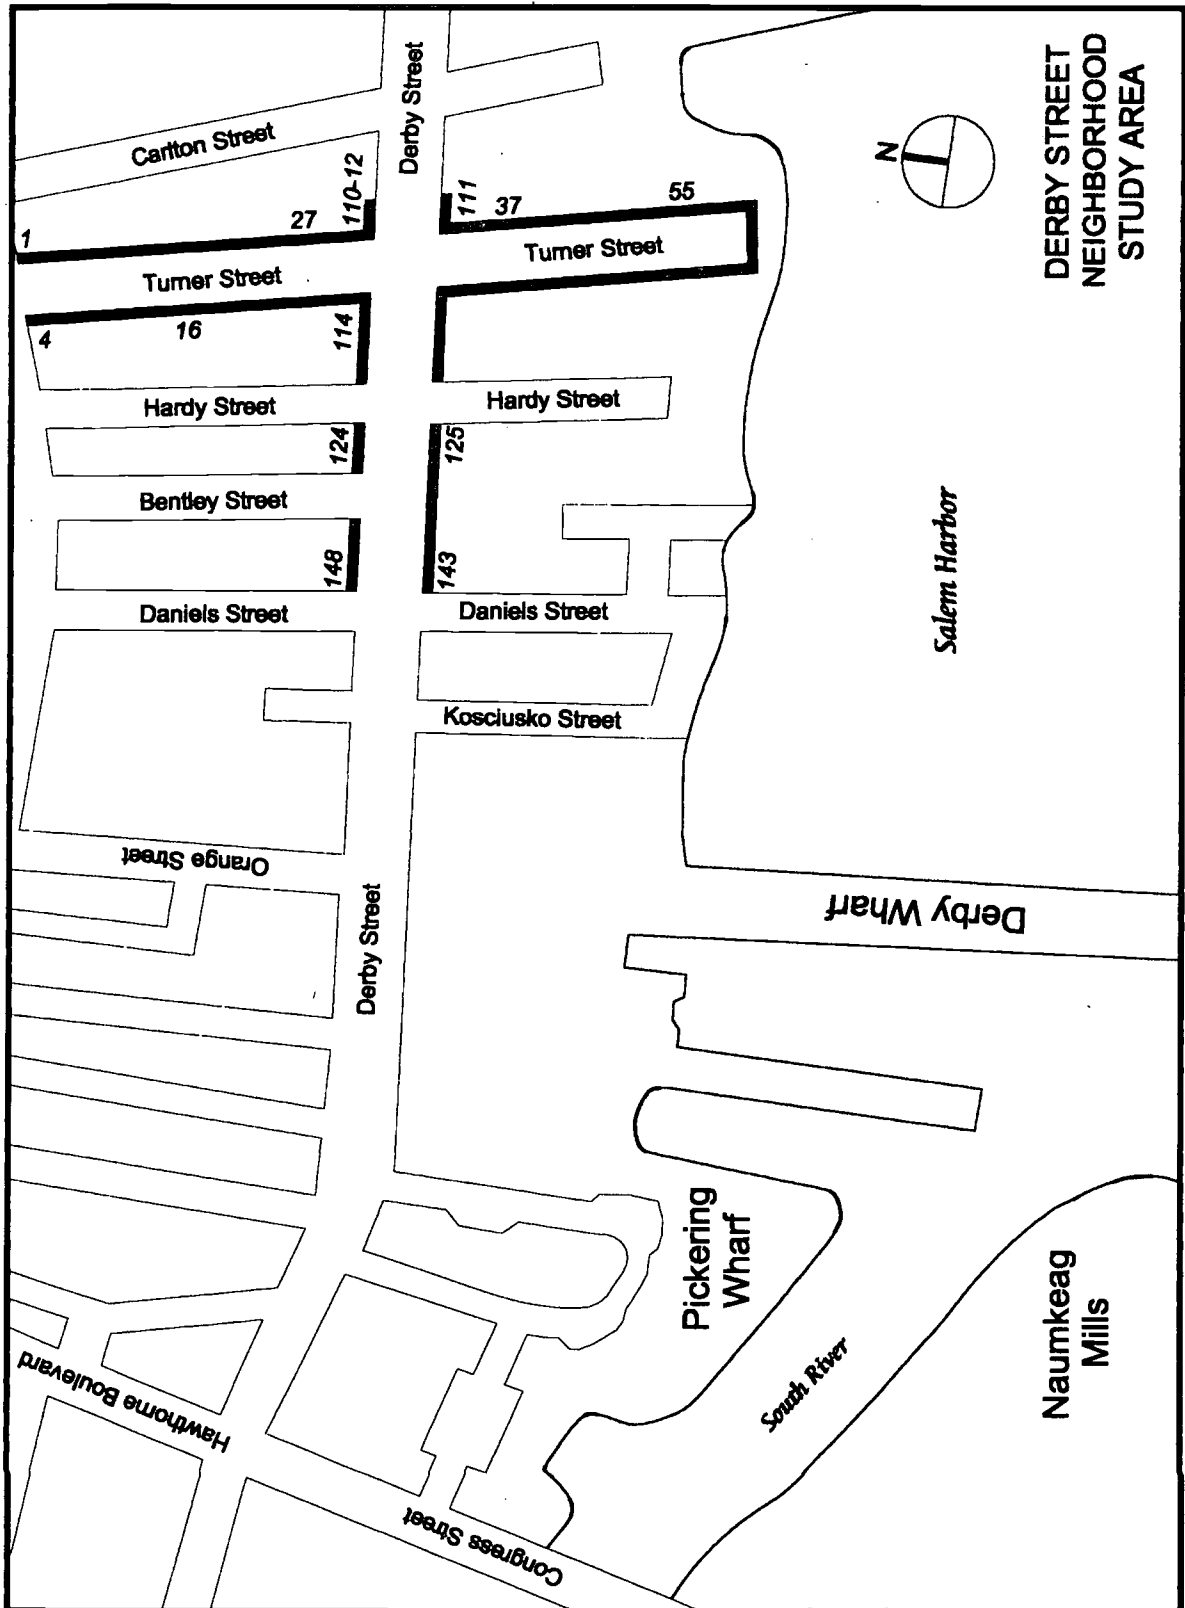 DERBY STREET
NEIGHBORHOOD
STUDY AREA
N
Carlton Street
Derby Street
1
27
110-12
111
37
55
Turner Street
Turner Street
4
16
114
Hardy Street
Hardy Street
124
125
Bentley Street
148
143
Daniels Street
Daniels Street
Kosciusko Street
Salem Harbor
Orange Street
Derby Street
Derby Wharf
Pickering
Wharf
South River
Naumkeag
Mills
Hawthorne Boulevard
Congress Street